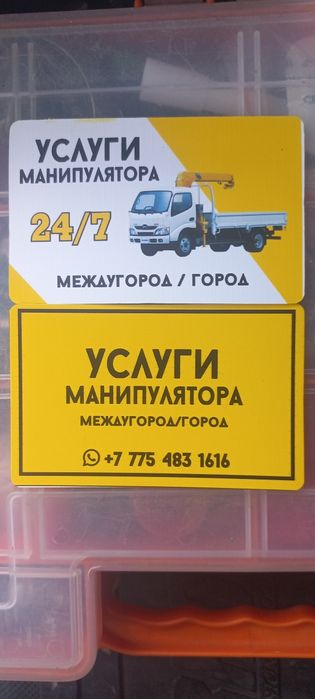 УСЛУГИ
МАНИПУЛЯТОРА
24/7
МЕЖДУГОРОД / ГОРОД
УСЛУГИ
МАНИПУЛЯТОРА
МЕЖДУГОРОД/ГОРОД
+7 775 483 1616